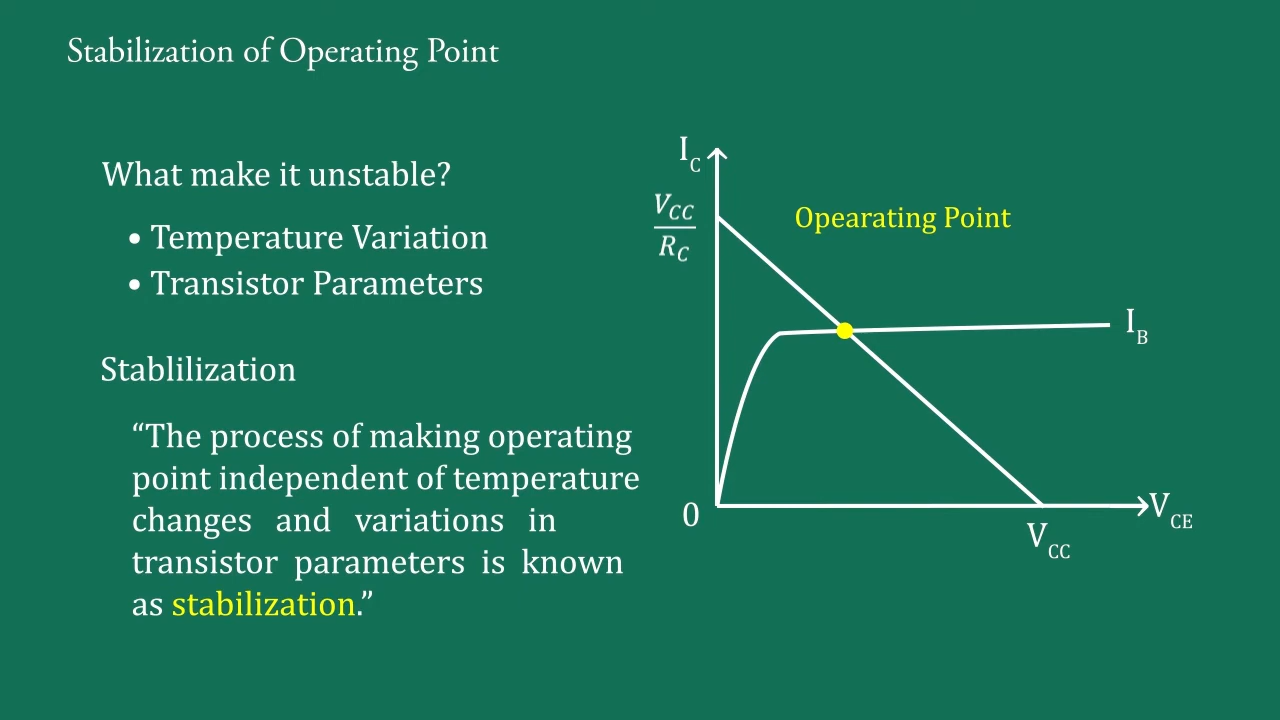 Stabilization of Operating Point
What make it unstable?
• Temperature Variation
• Transistor Parameters
Stablilization
“The process of making operating
point independent of temperature
changes and variations in
transistor parameters is known
as stabilization.”
I_C
V_CC
R_C
Opearating Point
I_B
0
V_CE
V_CC